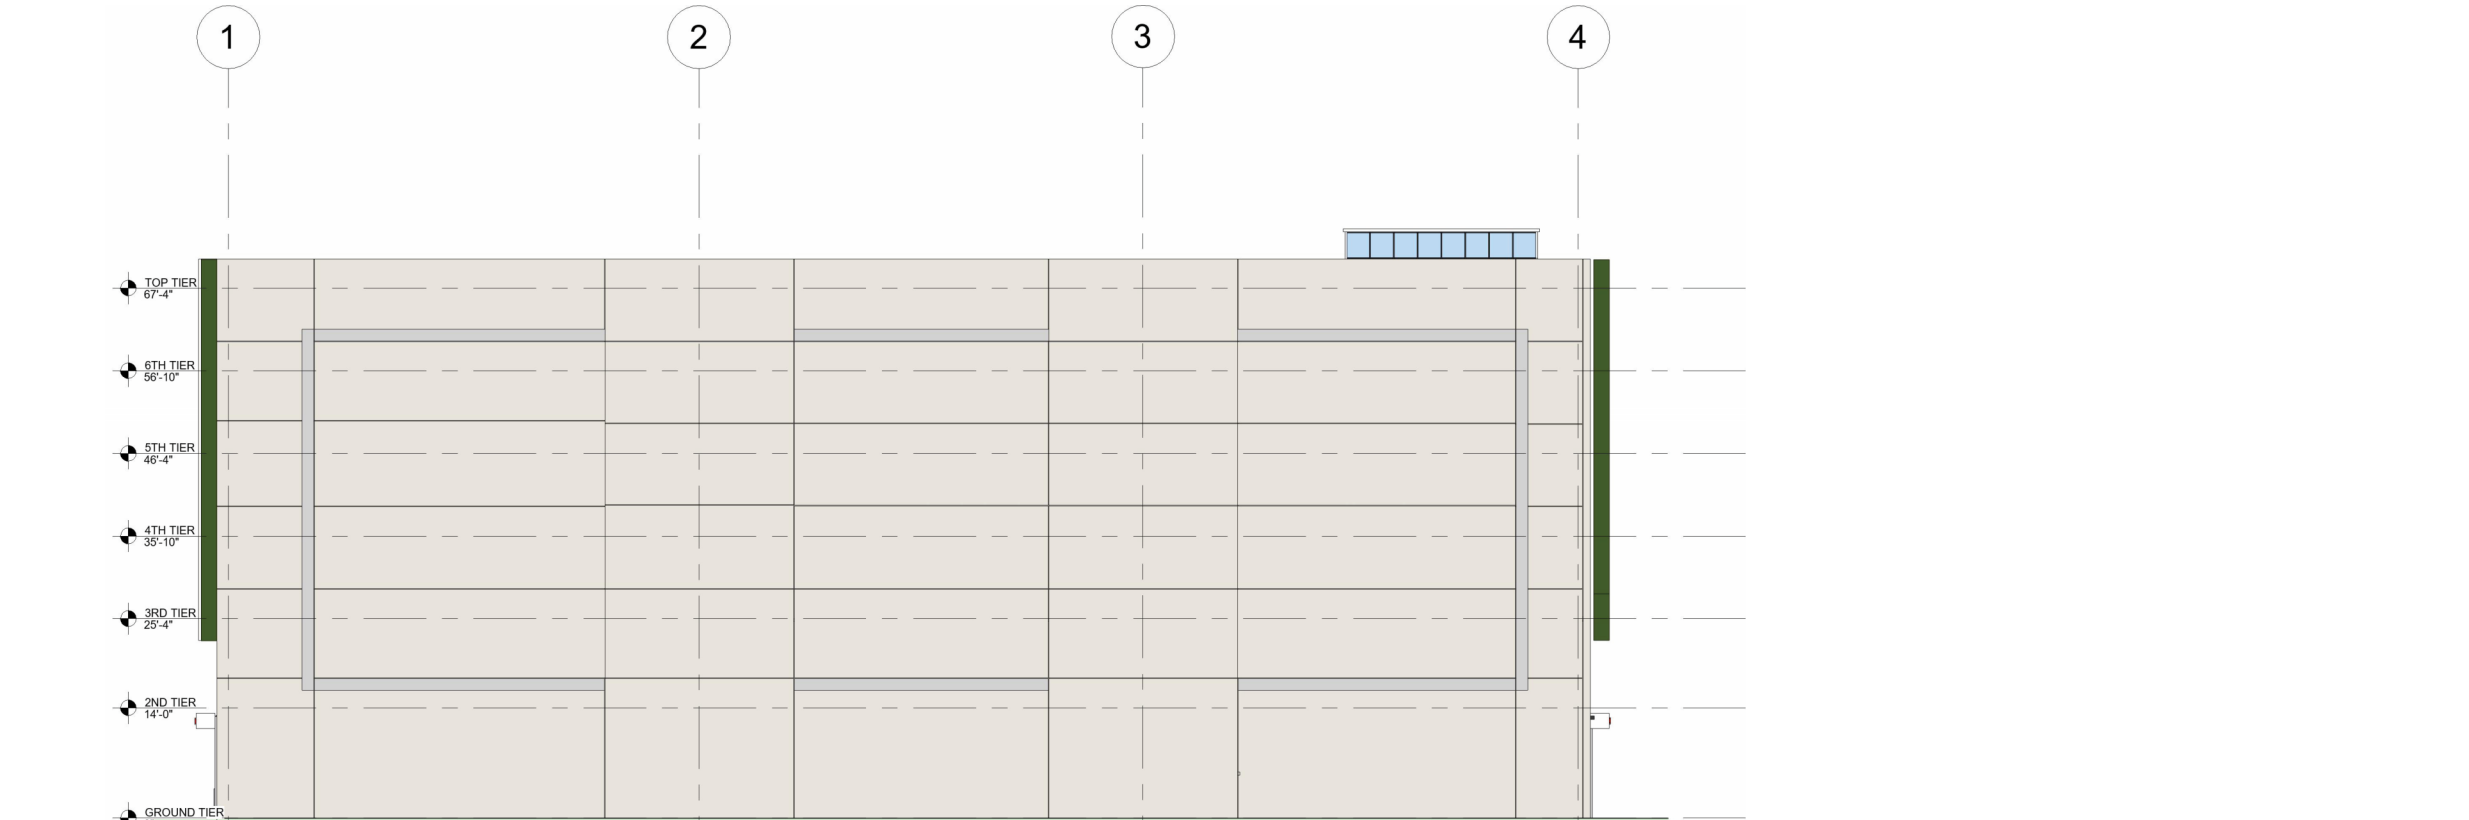 1 2 3 4
TOP TIER
67'-4"
6TH TIER
56'-10"
5TH TIER
46'-4"
4TH TIER
35'-10"
3RD TIER
25'-4"
2ND TIER
14'-0"
GROUND TIER